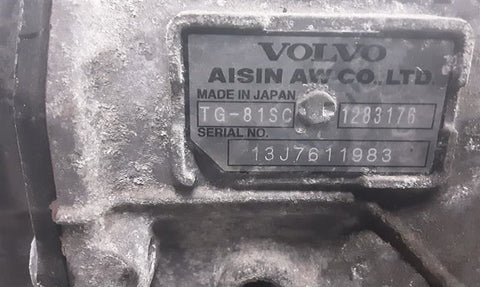 VOLVO
AISIN AW CO., LTD.
MADE IN JAPAN
TG-81SC 1283176
SERIAL NO.
13J7611983